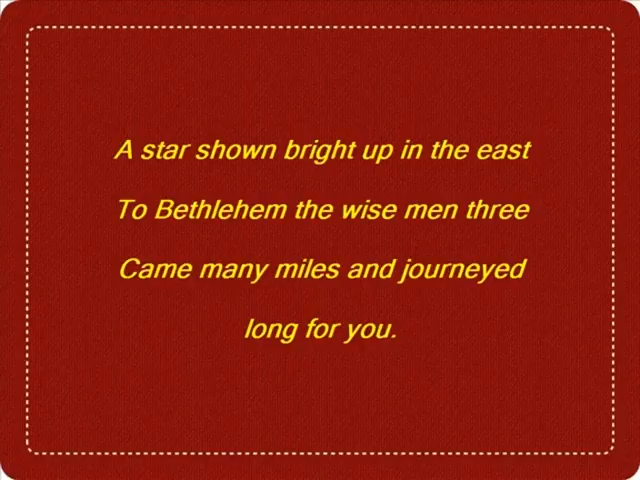 A star shown bright up in the east
To Bethlehem the wise men three
Came many miles and journeyed
long for you.